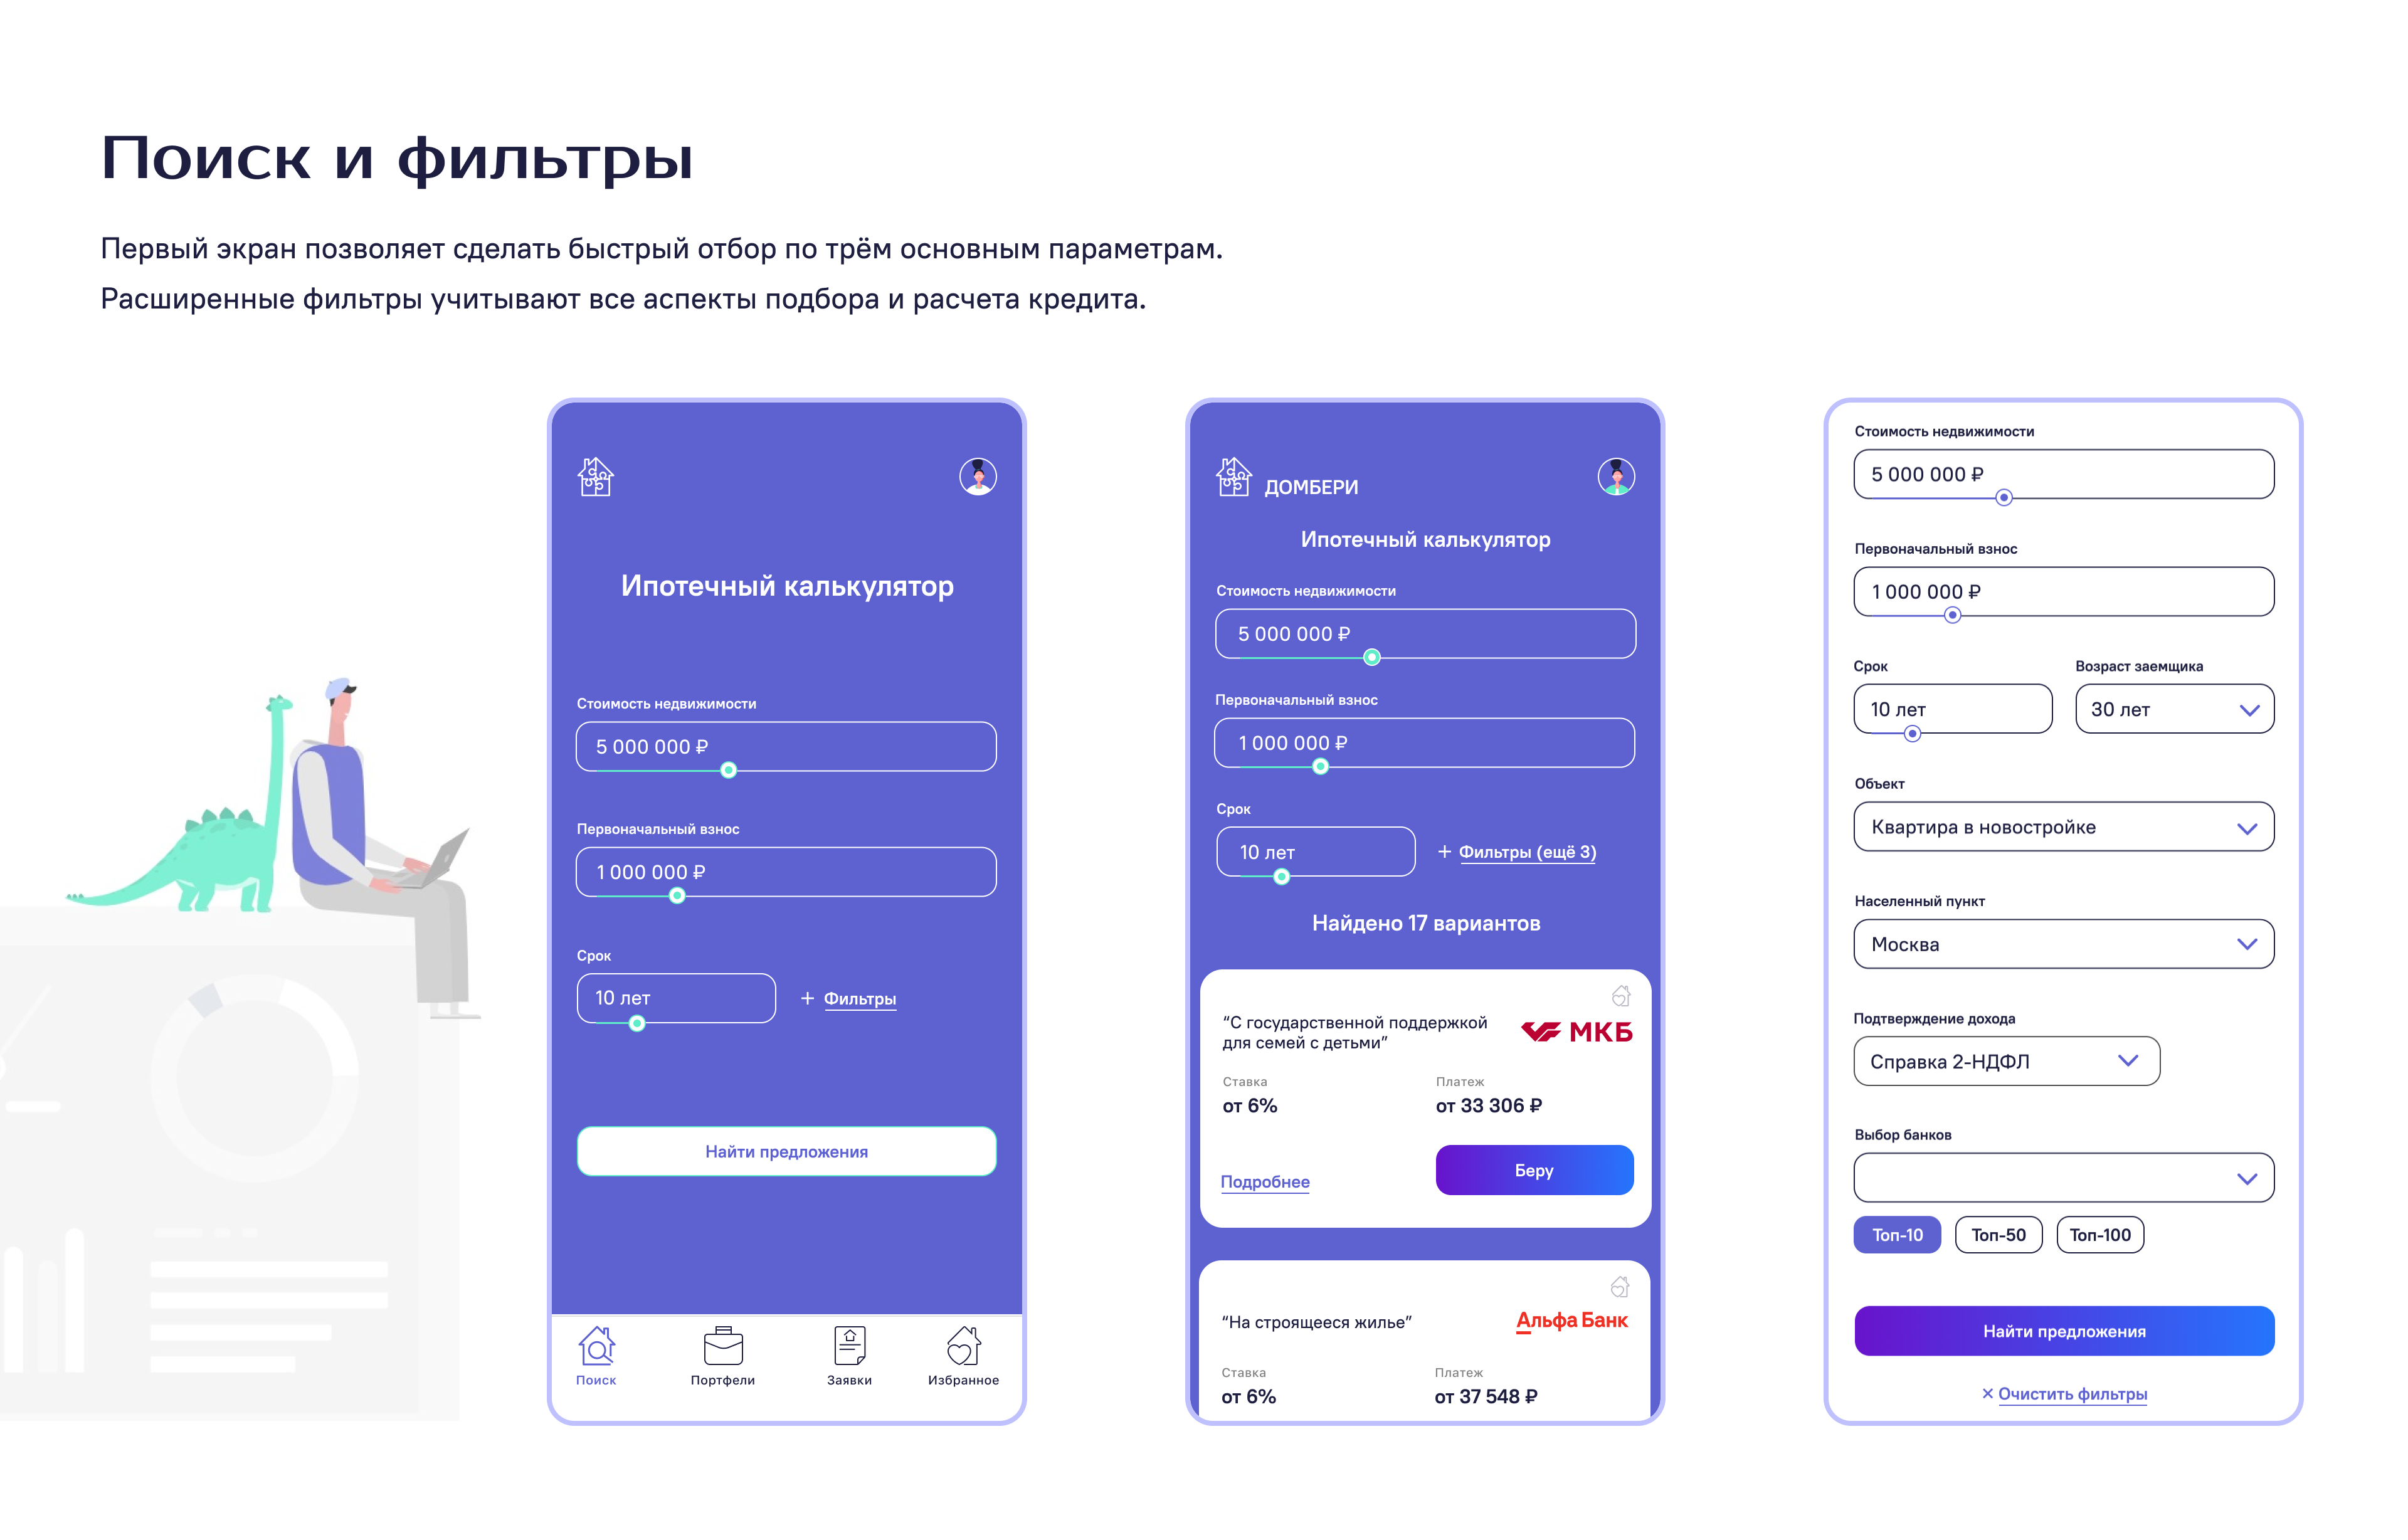 Поиск и фильтры
Первый экран позволяет сделать быстрый отбор по трём основным параметрам.
Расширенные фильтры учитывают все аспекты подбора и расчета кредита.
Ипотечный калькулятор
Стоимость недвижимости
5 000 000 ₽
Первоначальный взнос
1 000 000 ₽
Срок
10 лет
+ Фильтры
Найти предложения
Поиск
Портфели
Заявки
Избранное
ДОМБЕРИ
Ипотечный калькулятор
Стоимость недвижимости
5 000 000 ₽
Первоначальный взнос
1 000 000 ₽
Срок
10 лет
+ Фильтры (ещё 3)
Найдено 17 вариантов
“С государственной поддержкой
для семей с детьми”
МКБ
Ставка
от 6%
Платеж
от 33 306 ₽
Подробнее
Беру
“На строящееся жилье”
Альфа Банк
Ставка
от 6%
Платеж
от 37 548 ₽
Стоимость недвижимости
5 000 000 ₽
Первоначальный взнос
1 000 000 ₽
Срок
10 лет
Возраст заемщика
30 лет
Объект
Квартира в новостройке
Населенный пункт
Москва
Подтверждение дохода
Справка 2-НДФЛ
Выбор банков
Топ-10
Топ-50
Топ-100
Найти предложения
× Очистить фильтры